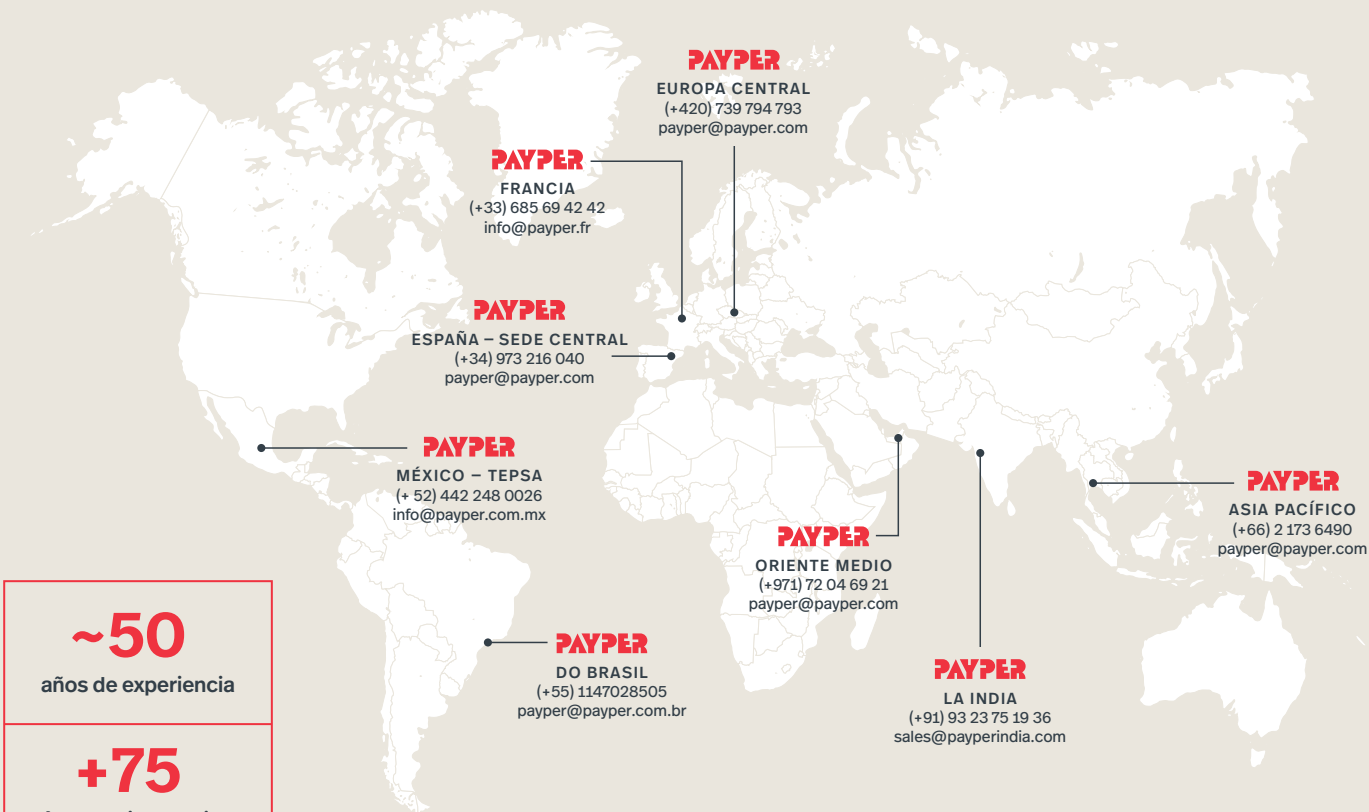 PAYPER
EUROPA CENTRAL
(+420) 739 794 793
payper@payper.com
PAYPER
FRANCIA
(+33) 685 69 42 42
info@payper.fr
PAYPER
ESPAÑA – SEDE CENTRAL
(+34) 973 216 040
payper@payper.com
PAYPER
MÉXICO – TEPSA
(+ 52) 442 248 0026
info@payper.com.mx
PAYPER
ASIA PACÍFICO
(+66) 2 173 6490
payper@payper.com
PAYPER
ORIENTE MEDIO
(+971) 72 04 69 21
payper@payper.com
PAYPER
DO BRASIL
(+55) 1147028505
payper@payper.com.br
PAYPER
LA INDIA
(+91) 93 23 75 19 36
sales@payperindia.com
~50
años de experiencia
+75